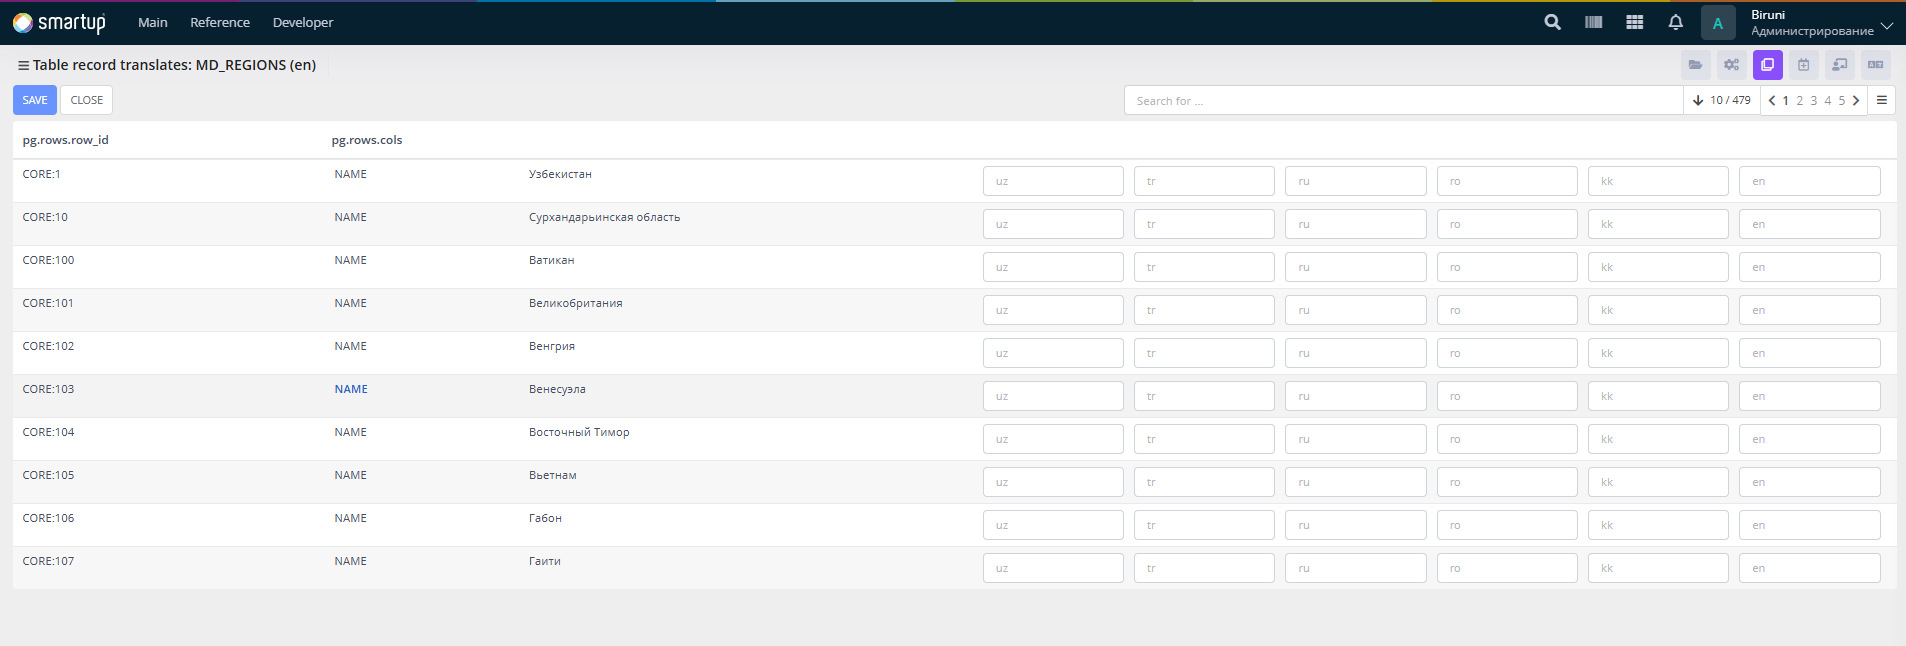 smartup Main Reference Developer A Biruni
Администрирование
Table record translates: MD_REGIONS (en)
SAVE CLOSE Search for ... 10 / 479 1 2 3 4 5
pg.rows.row_id pg.rows.cols
CORE:1 NAME Узбекистан uz tr ru ro kk en
CORE:10 NAME Сурхандарьинская область uz tr ru ro kk en
CORE:100 NAME Ватикан uz tr ru ro kk en
CORE:101 NAME Великобритания uz tr ru ro kk en
CORE:102 NAME Венгрия uz tr ru ro kk en
CORE:103 NAME Венесуэла uz tr ru ro kk en
CORE:104 NAME Восточный Тимор uz tr ru ro kk en
CORE:105 NAME Вьетнам uz tr ru ro kk en
CORE:106 NAME Габон uz tr ru ro kk en
CORE:107 NAME Гаити uz tr ru ro kk en